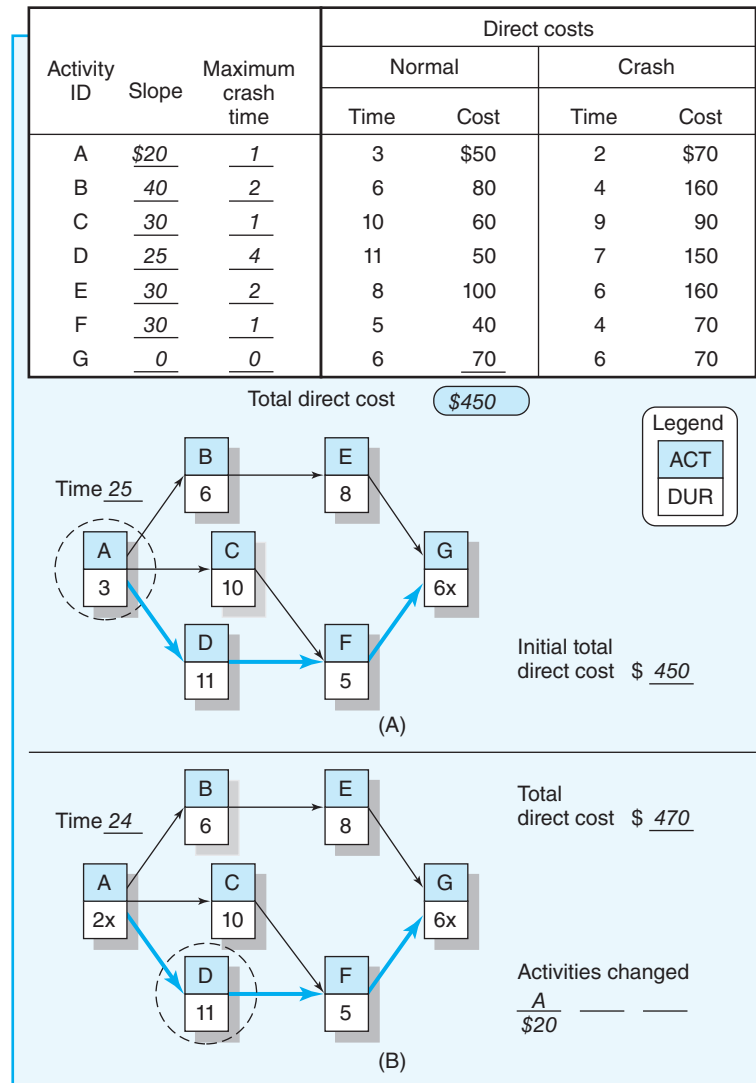 Direct costs
Activity ID Slope Maximum crash time Normal Crash
Time Cost Time Cost
A $20 1 3 $50 2 $70
B 40 2 6 80 4 160
C 30 1 10 60 9 90
D 25 4 11 50 7 150
E 30 2 8 100 6 160
F 30 1 5 40 4 70
G 0 0 6 70 6 70
Total direct cost $450
Legend
ACT
DUR
Time 25
B
6
E
8
A
3
C
10
G
6x
D
11
F
5
Initial total
direct cost $ 450
(A)
Time 24
B
6
E
8
Total
direct cost $ 470
A
2x
C
10
G
6x
D
11
F
5
Activities changed
A
$20
(B)